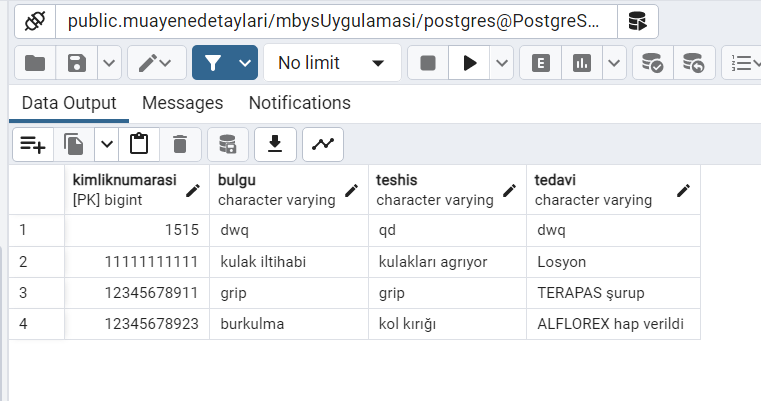 public.muayenedetaylari/mbysUygulamasi/postgres@PostgreS...
No limit
E
Data Output Messages Notifications
kimliknumarasi bulgu teshis tedavi
[PK] bigint character varying character varying character varying
1 1515 dwq qd dwq
2 11111111111 kulak iltihabi kulakları agrıyor Losyon
3 12345678911 grip grip TERAPAS şurup
4 12345678923 burkulma kol kırığı ALFLOREX hap verildi